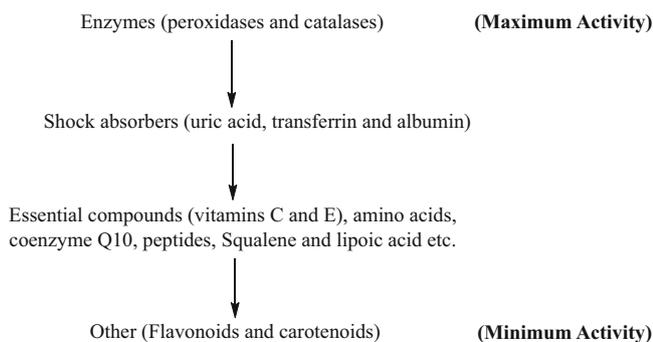 Enzymes (peroxidases and catalases) (Maximum Activity)
Shock absorbers (uric acid, transferrin and albumin)
Essential compounds (vitamins C and E), amino acids,
coenzyme Q10, peptides, Squalene and lipoic acid etc.
Other (Flavonoids and carotenoids) (Minimum Activity)